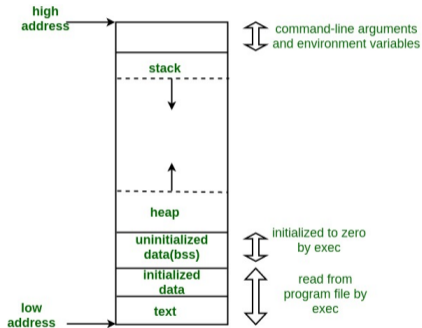 high
address
command-line arguments
and environment variables
stack
heap
uninitialized
data(bss)
initialized to zero
by exec
initialized
data
read from
program file by
exec
text
low
address